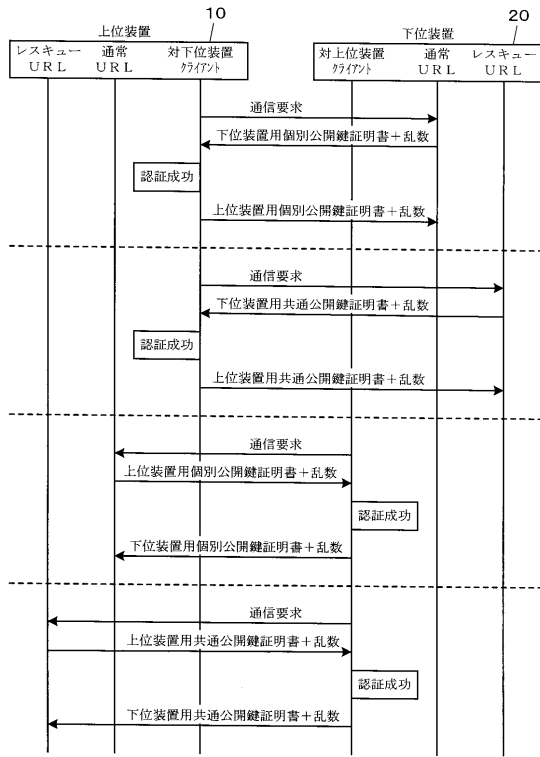 10
20
上位装置
下位装置
レスキュー
URL
通常
URL
対下位装置
クライアント
対上位装置
クライアント
通常
URL
レスキュー
URL
通信要求
下位装置用個別公開鍵証明書+乱数
認証成功
上位装置用個別公開鍵証明書+乱数
通信要求
下位装置用共通公開鍵証明書+乱数
認証成功
上位装置用共通公開鍵証明書+乱数
通信要求
上位装置用個別公開鍵証明書+乱数
認証成功
下位装置用個別公開鍵証明書+乱数
通信要求
上位装置用共通公開鍵証明書+乱数
認証成功
下位装置用共通公開鍵証明書+乱数